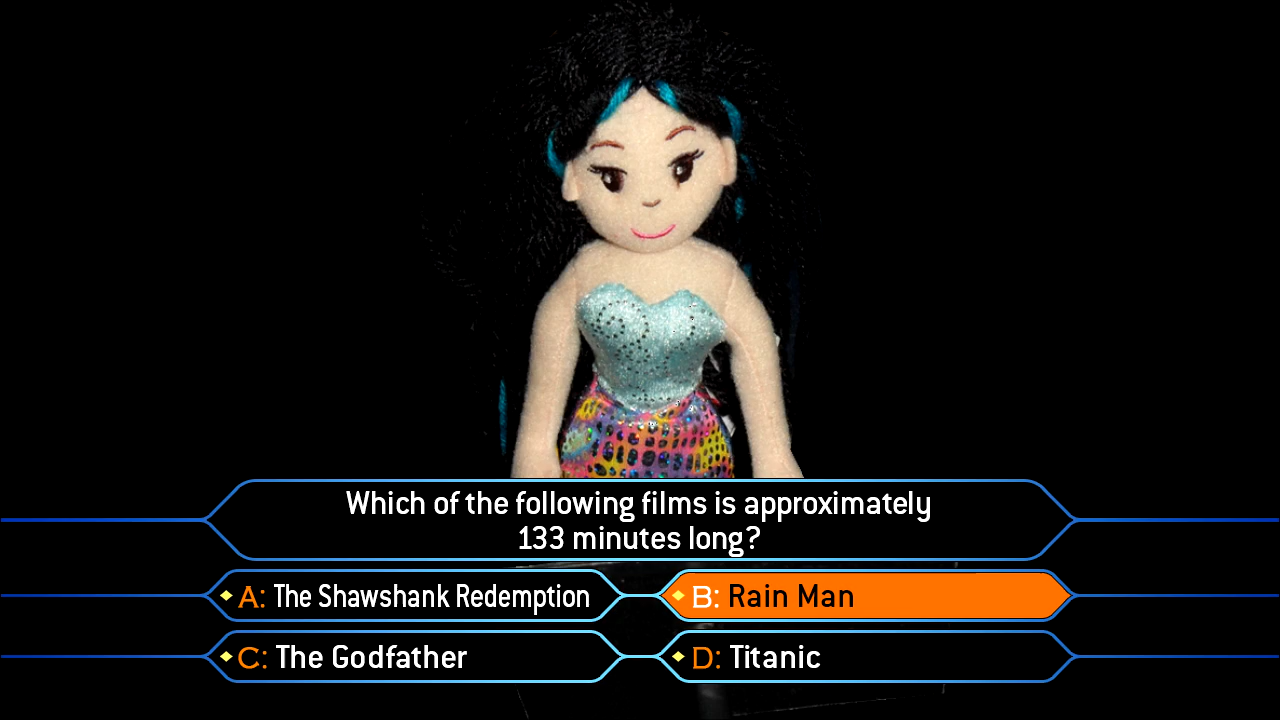 Which of the following films is approximately
133 minutes long?
A: The Shawshank Redemption
B: Rain Man
C: The Godfather
D: Titanic